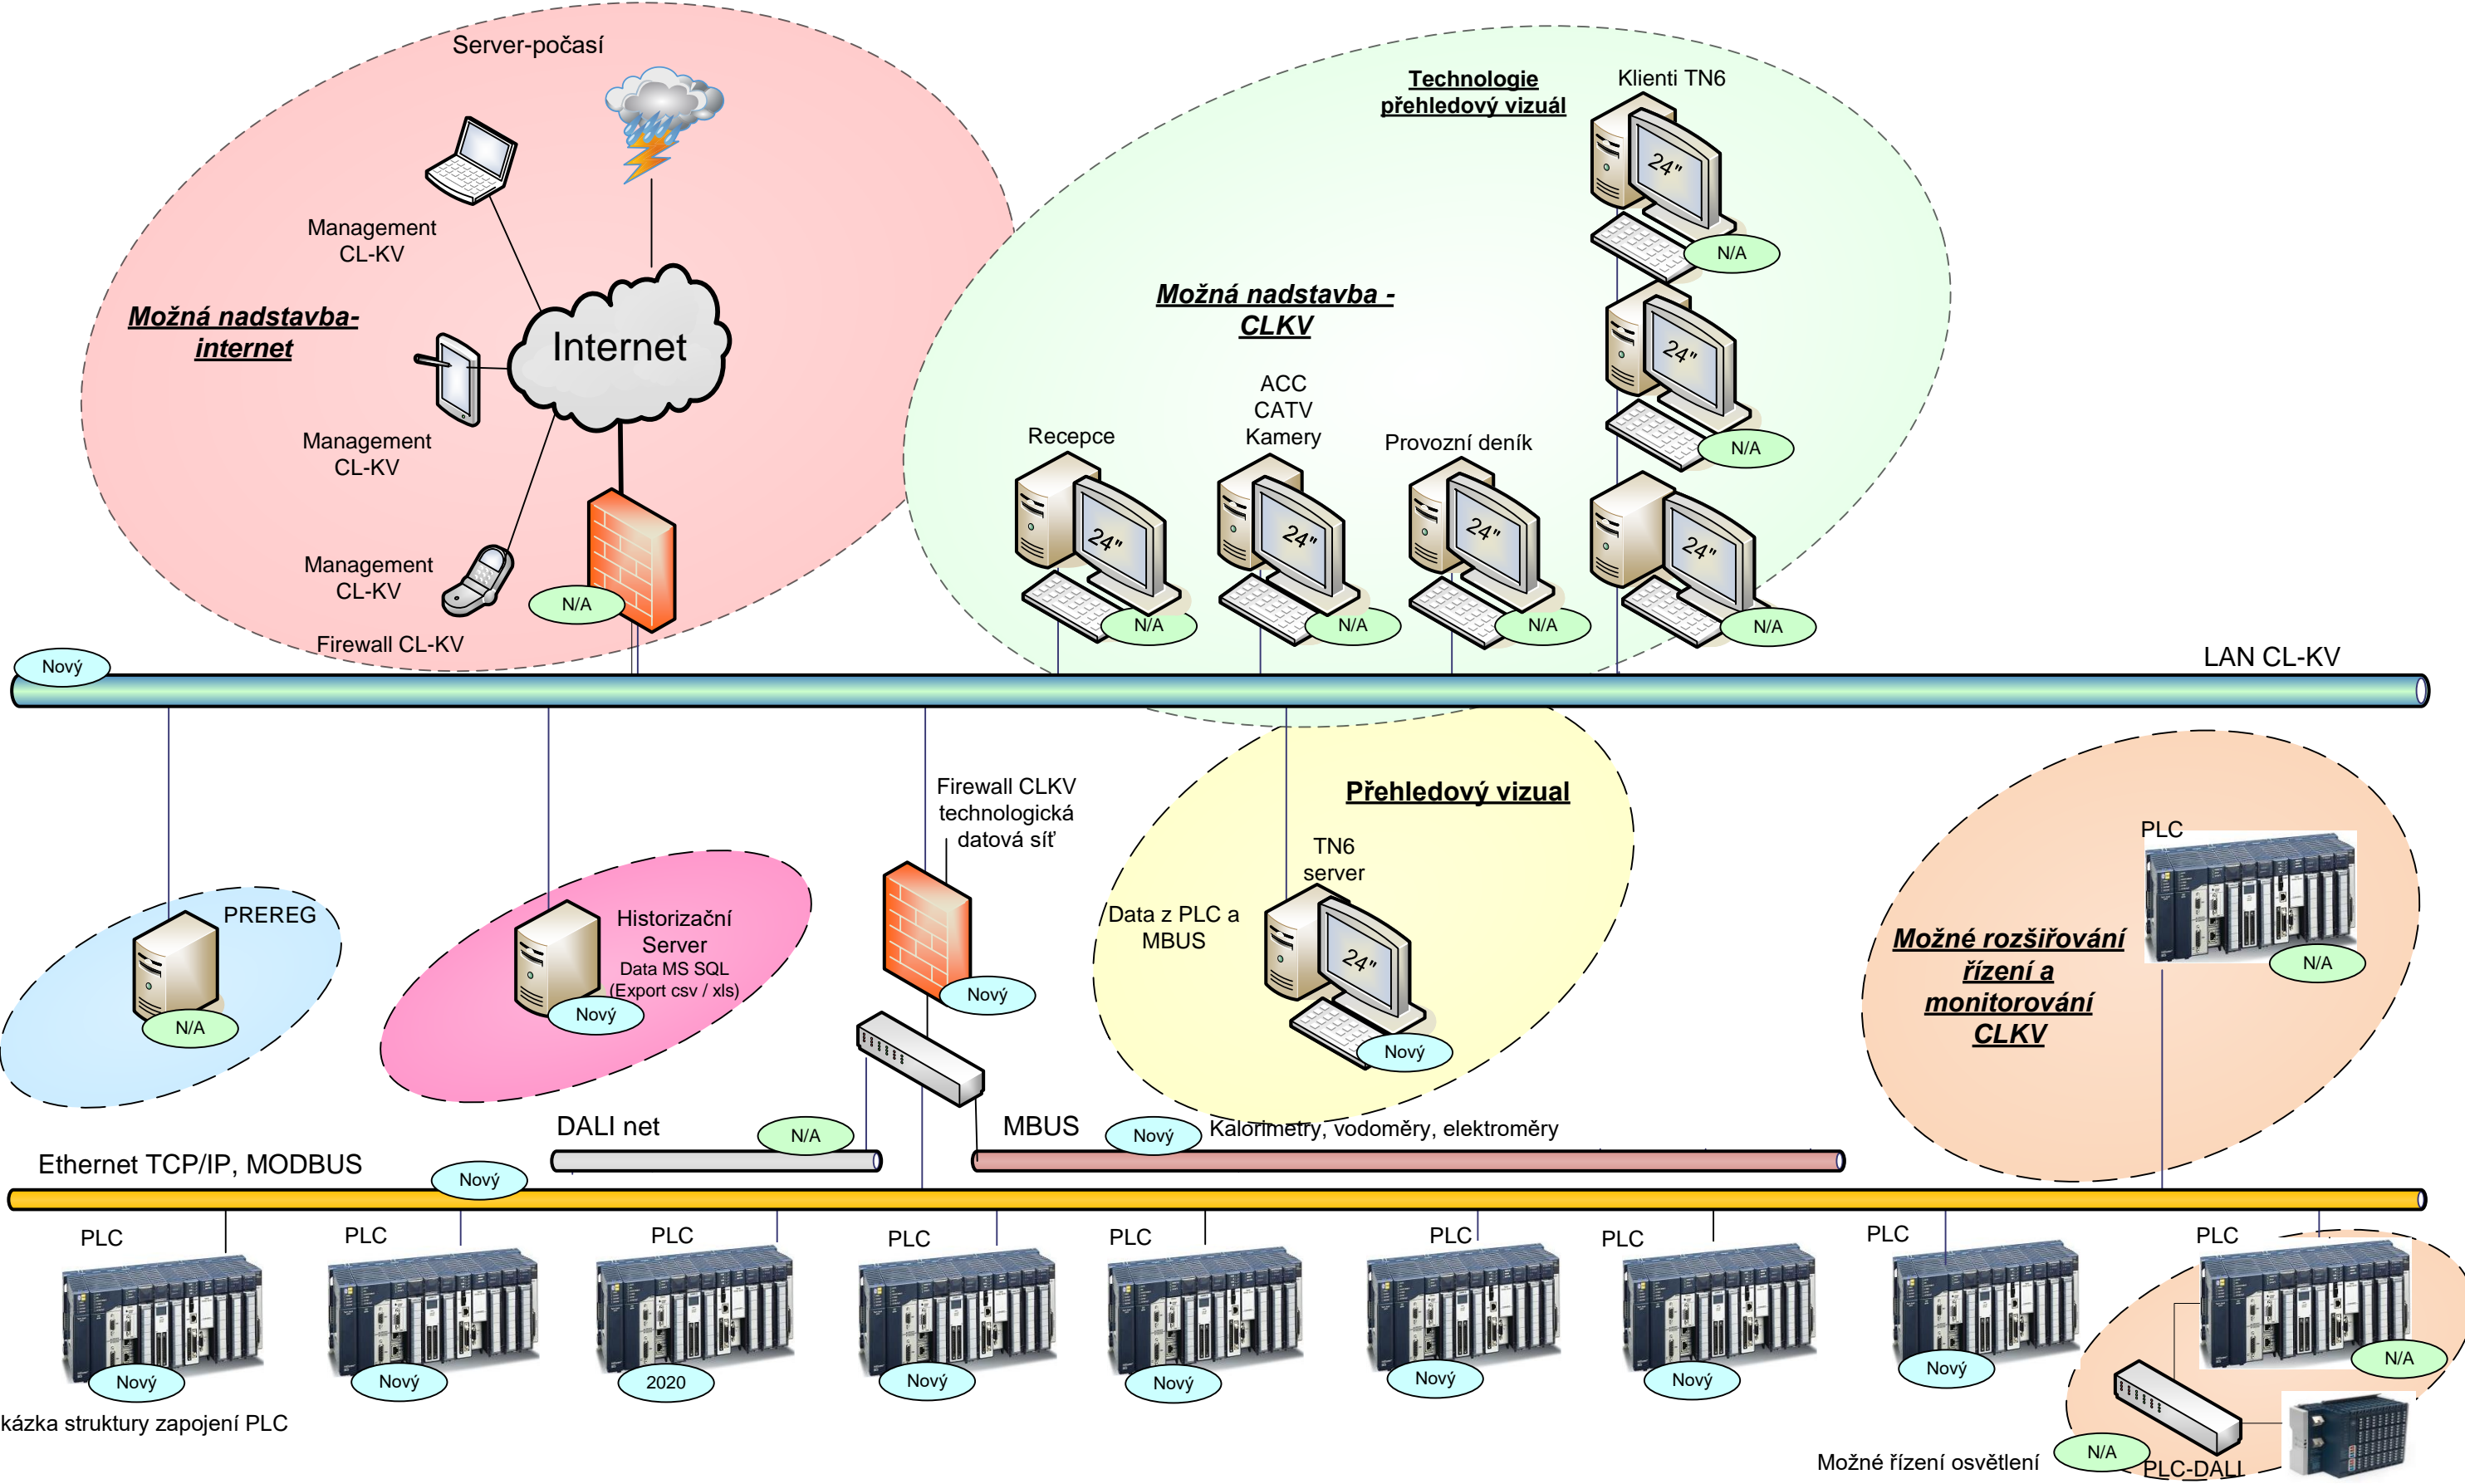 Server-počasí
Technologie
přehledový vizuál
Klienti TN6
24"
N/A
Management
CL-KV
Možná nadstavba-
internet
Internet
Možná nadstavba -
CLKV
24"
N/A
Management
CL-KV
Recepce
ACC
CATV
Kamery
Provozní deník
24"
24"
24"
24"
Management
CL-KV
N/A
N/A
N/A
N/A
N/A
Firewall CL-KV
Nový
LAN CL-KV
Firewall CLKV
technologická
datová síť
Přehledový vizual
TN6
server
PLC
PREREG
N/A
Historizační
Server
Data MS SQL
(Export csv / xls)
Nový
Nový
Data z PLC a
MBUS
24"
Nový
Možné rozšiřování
řízení a
monitorování
CLKV
N/A
DALI net
N/A
MBUS
Nový
Kalorimetry, vodoměry, elektroměry
Ethernet TCP/IP, MODBUS
Nový
PLC
PLC
PLC
PLC
PLC
PLC
PLC
PLC
PLC
Nový
Nový
2020
Nový
Nový
Nový
Nový
Nový
N/A
kázka struktury zapojení PLC
Možné řízení osvětlení
N/A
PLC-DALI